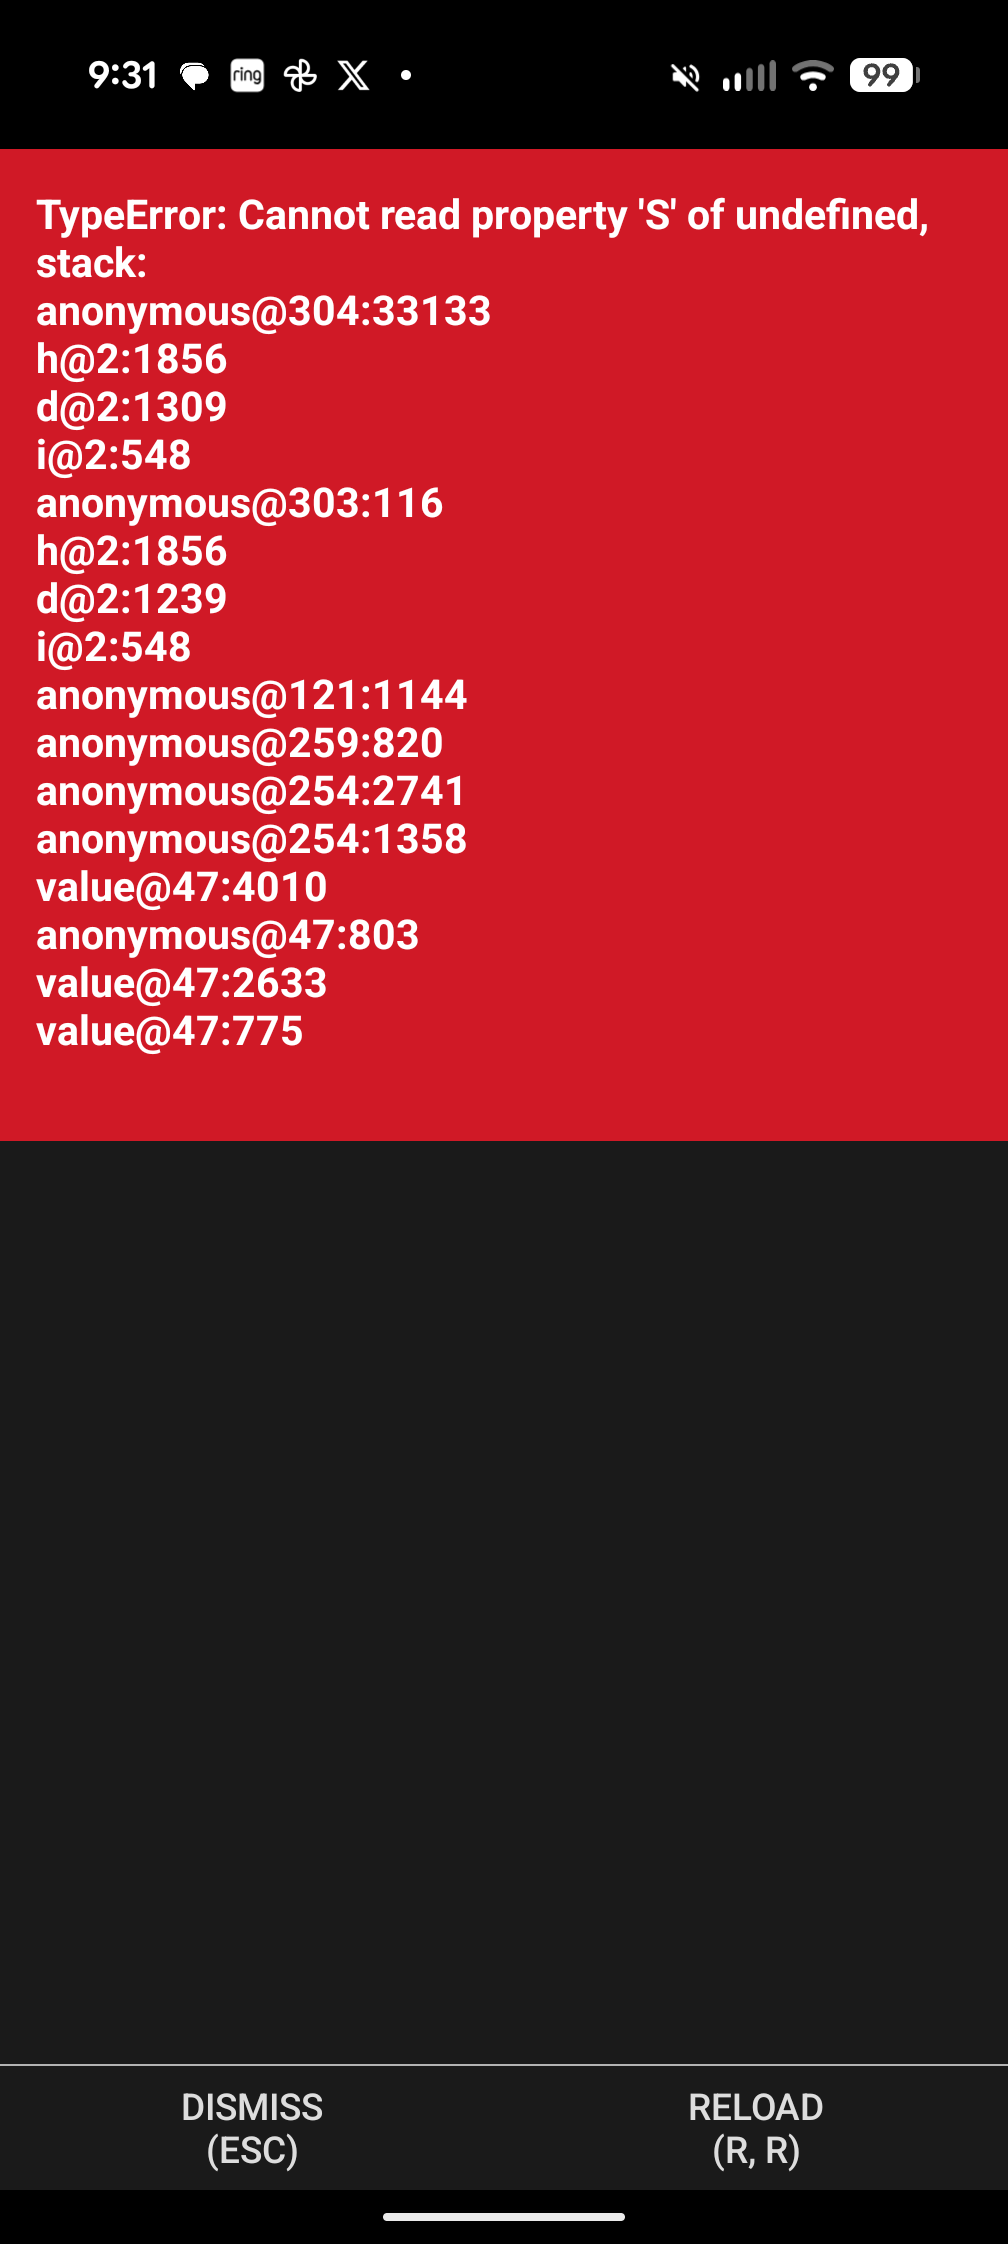 9:31 ring 99
TypeError: Cannot read property 'S' of undefined,
stack:
anonymous@304:33133
h@2:1856
d@2:1309
i@2:548
anonymous@303:116
h@2:1856
d@2:1239
i@2:548
anonymous@121:1144
anonymous@259:820
anonymous@254:2741
anonymous@254:1358
value@47:4010
anonymous@47:803
value@47:2633
value@47:775
DISMISS
(ESC)
RELOAD
(R, R)